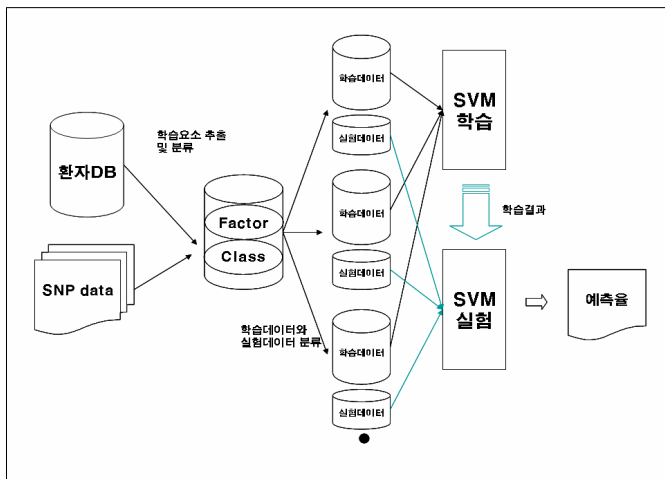 환자DB
SNP data
학습요소 추출
및 분류
Factor
Class
학습데이터와
실험데이터 분류
학습데이터
실험데이터
학습데이터
실험데이터
학습데이터
실험데이터
SVM
학습
학습결과
SVM
실험
예측율